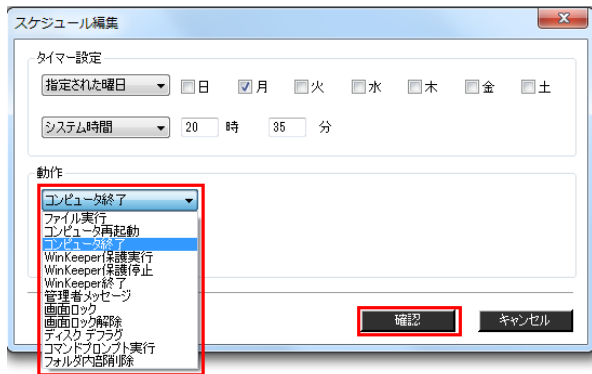 スケジュール編集
タイマー設定
指定された曜日 日 月 火 水 木 金 土
システム時間 20 時 35 分
動作
コンピュータ終了
ファイル実行
コンピュータ再起動
コンピュータ終了
WinKeeper保護実行
WinKeeper保護停止
WinKeeper終了
管理者メッセージ
画面ロック
画面ロック解除
ディスク デフラグ
コマンドプロンプト実行
フォルダ内部削除
確認 キャンセル